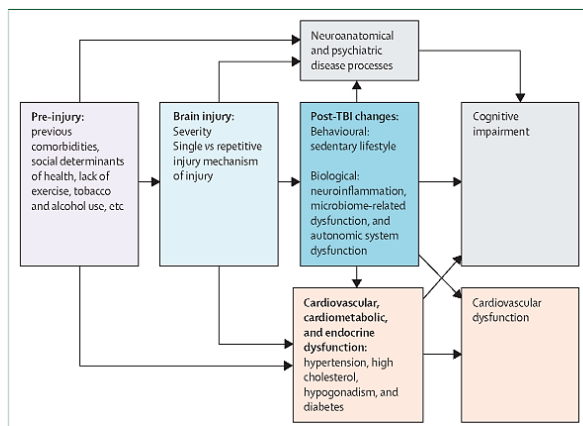 Neuroanatomical
and psychiatric
disease processes
Pre-injury:
previous
comorbidities,
social determinants
of health, lack of
exercise, tobacco
and alcohol use, etc
Brain injury:
Severity
Single vs repetitive
injury mechanism
of injury
Post-TBI changes:
Behavioural:
sedentary lifestyle
Biological:
neuroinflammation,
microbiome-related
dysfunction, and
autonomic system
dysfunction
Cognitive
impairment
Cardiovascular,
cardiometabolic,
and endocrine
dysfunction:
hypertension, high
cholesterol,
hypogonadism, and
diabetes
Cardiovascular
dysfunction